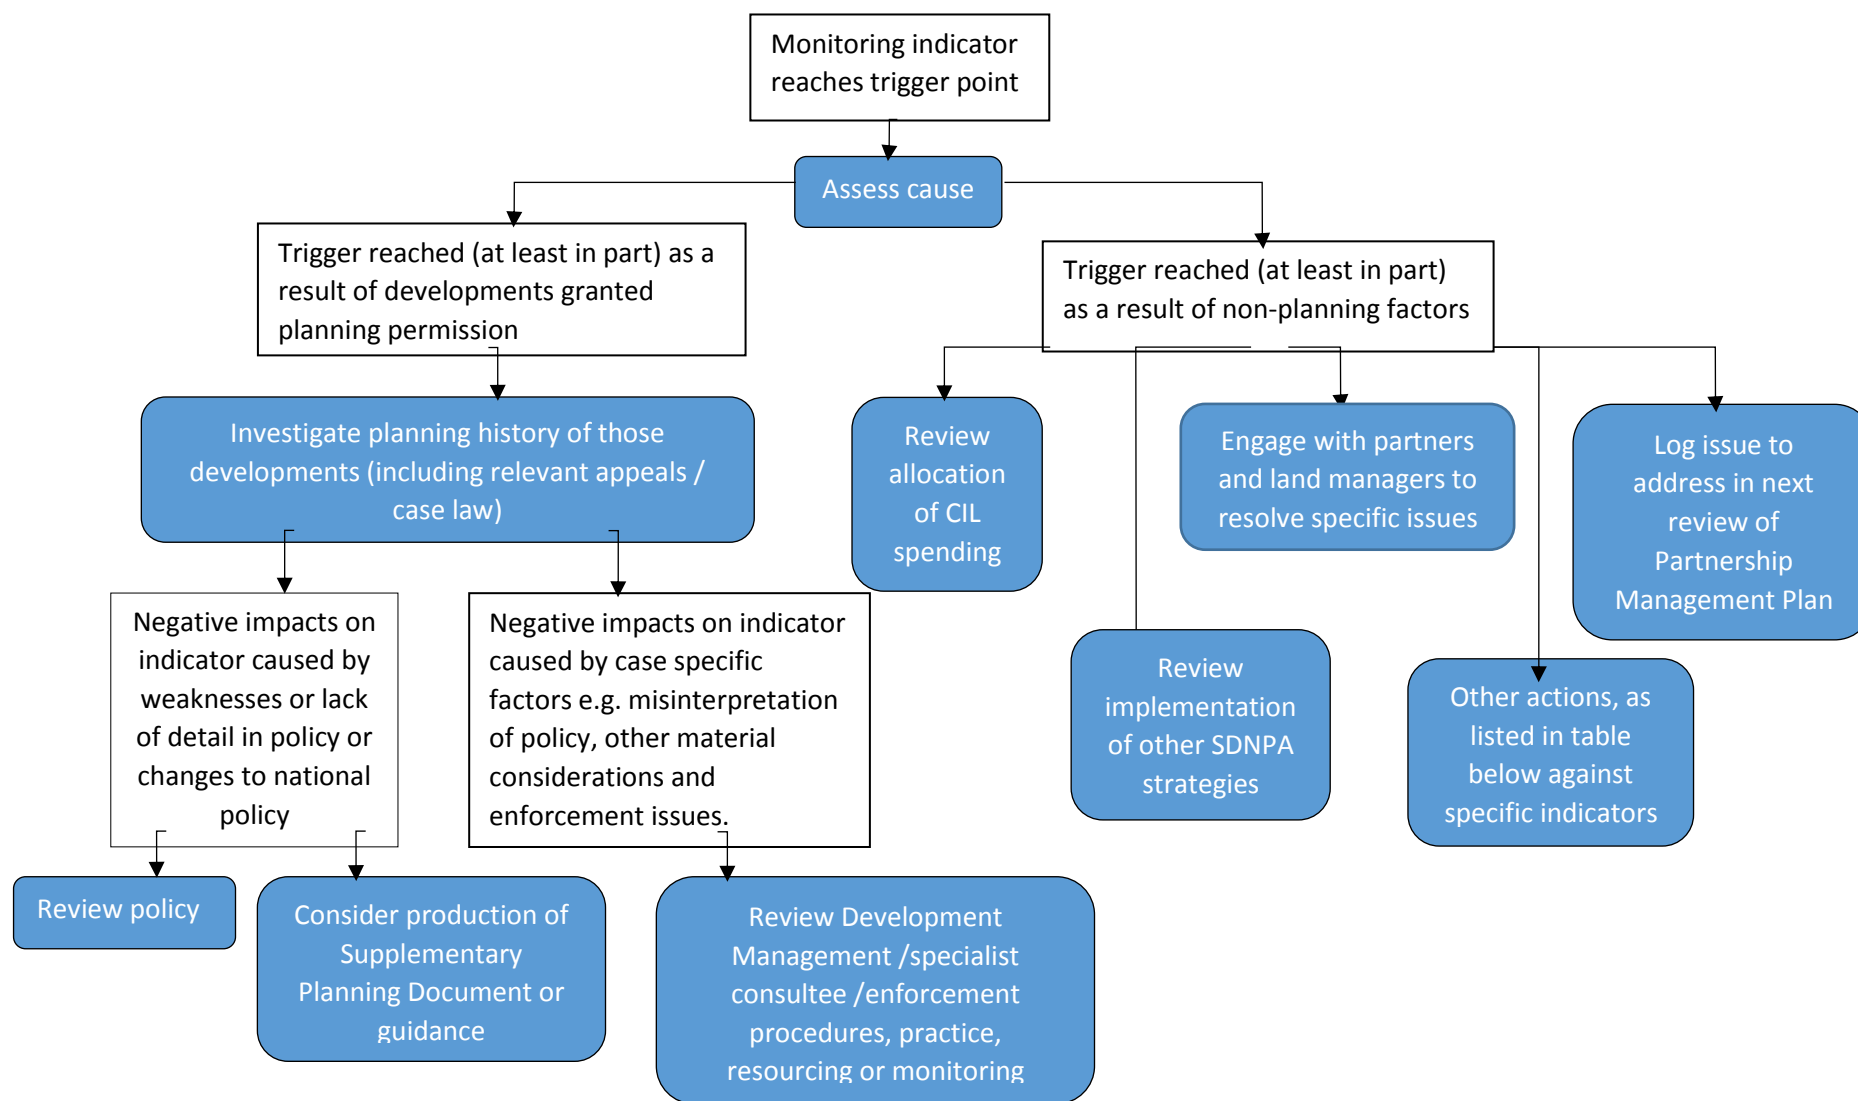 Monitoring indicator
reaches trigger point
Assess cause
Trigger reached (at least in part) as a
result of developments granted
planning permission
Trigger reached (at least in part)
as a result of non-planning factors
Investigate planning history of those
developments (including relevant appeals /
case law)
Review
allocation
of CIL
spending
Engage with partners
and land managers to
resolve specific issues
Log issue to
address in next
review of
Partnership
Management Plan
Negative impacts on
indicator caused by
weaknesses or lack
of detail in policy or
changes to national
policy
Negative impacts on indicator
caused by case specific
factors e.g. misinterpretation
of policy, other material
considerations and
enforcement issues.
Review
implementation
of other SDNPA
strategies
Other actions, as
listed in table
below against
specific indicators
Review policy
Consider production of
Supplementary
Planning Document or
guidance
Review Development
Management /specialist
consultee /enforcement
procedures, practice,
resourcing or monitoring